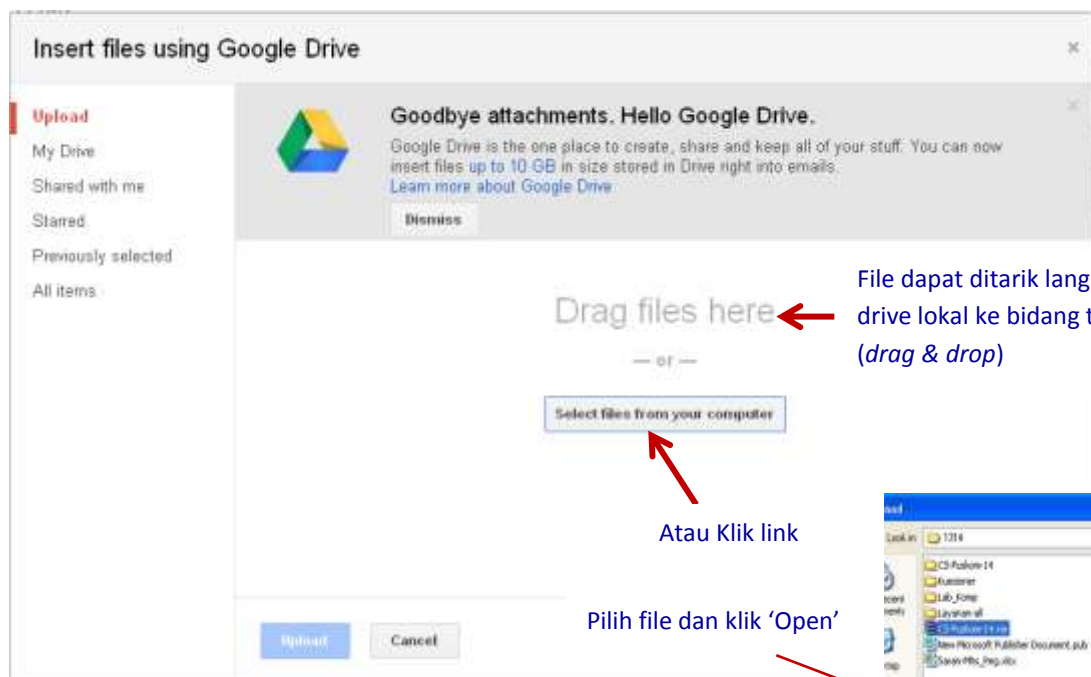 Insert files using Google Drive
Upload
My Drive
Shared with me
Starred
Previously selected
All items
Goodbye attachments. Hello Google Drive.
Google Drive is the one place to create, share and keep all of your stuff. You can now
insert files up to 10 GB in size stored in Drive right into emails.
Learn more about Google Drive
Dismiss
Drag files here
— or —
Select files from your computer
File dapat ditarik lang
drive lokal ke bidang t
(drag & drop)
Atau Klik link
Pilih file dan klik ‘Open’
Upload
Cancel
Look in
1314
Kuesioner
Lab_Komp
Layanan all
New Microsoft Publisher Document.pub